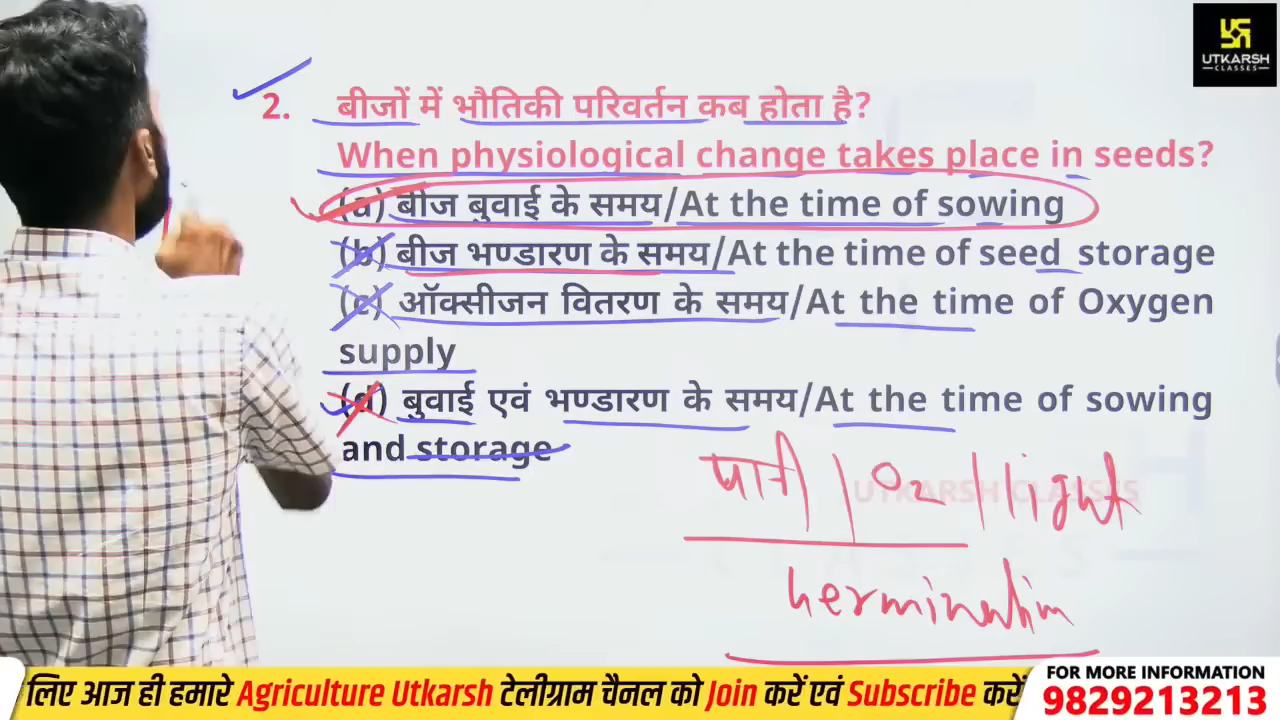 UTKARSH
CLASSES
2. बीजों में भौतिकी परिवर्तन कब होता है?
When physiological change takes place in seeds?
(a) बीज बुवाई के समय/At the time of sowing
(b) बीज भण्डारण के समय/At the time of seed storage
(c) ऑक्सीजन वितरण के समय/At the time of Oxygen
supply
(d) बुवाई एवं भण्डारण के समय/At the time of sowing
and storage
पानी | O2 | light
UTKARSH CLASSES
Germination
लिए आज ही हमारे Agriculture Utkarsh टेलीग्राम चैनल को Join करें एवं Subscribe करें
FOR MORE INFORMATION
9829213213